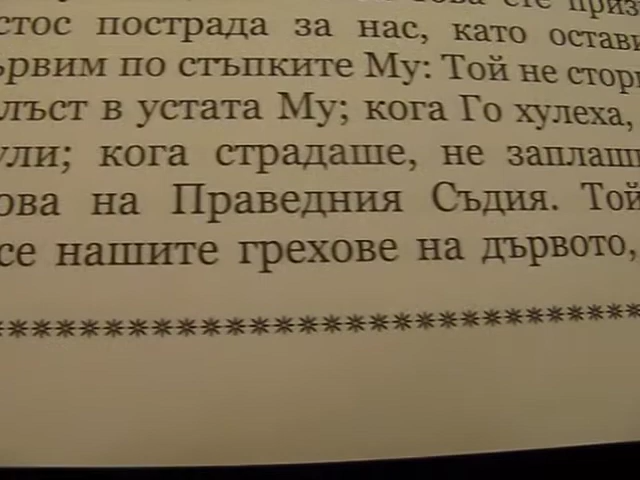 стос пострада за нас, като остави
ървим по стъпките Му: Той не стори
лъст в устата Му; кога Го хулеха,
ули; кога страдаше, не заплаш
ова на Праведния Съдия. Той
се нашите грехове на дървото,